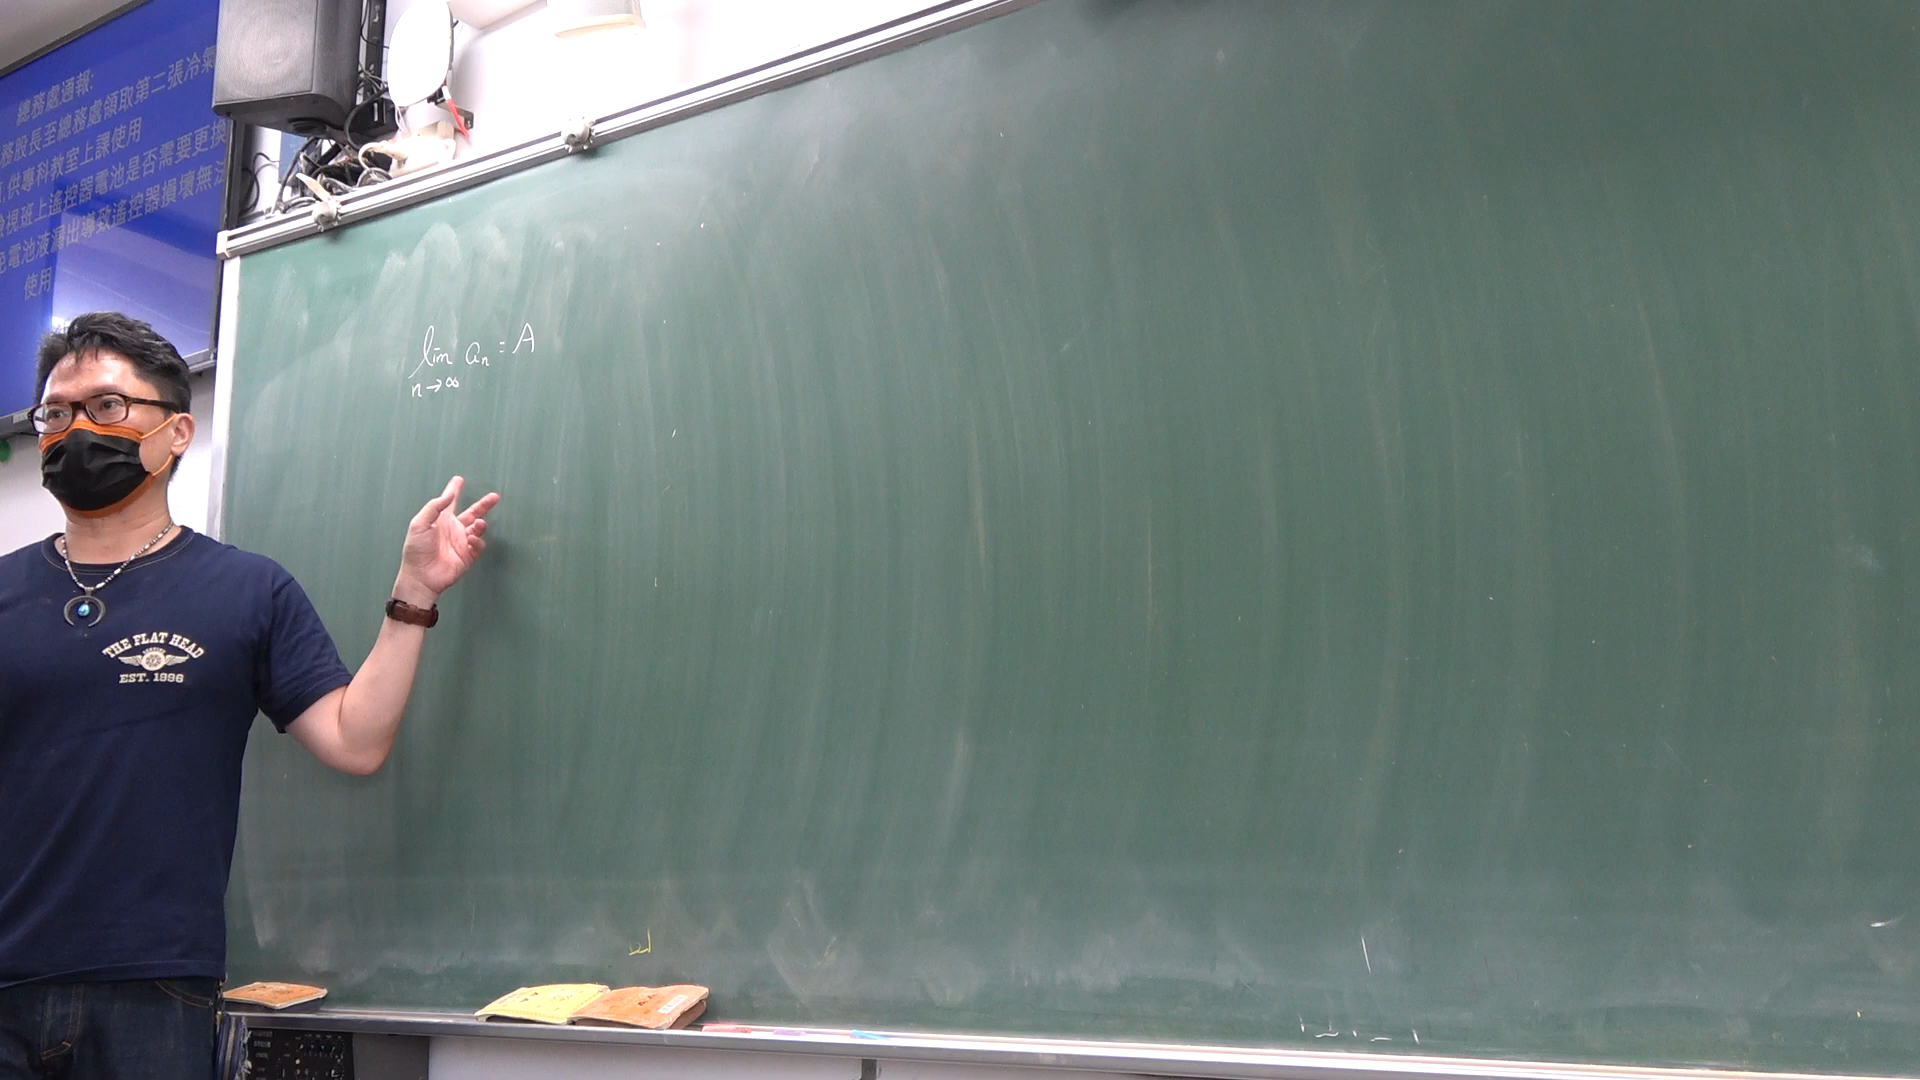 總務處通報:
務股長至總務處領取第二張冷氣
供專科教室上課使用
檢視班上遙控器電池是否需要更換
免電池液漏出導致遙控器損壞無法
使用
lim aₙ = A
n→∞
THE FLAT HEAD
EST. 1996